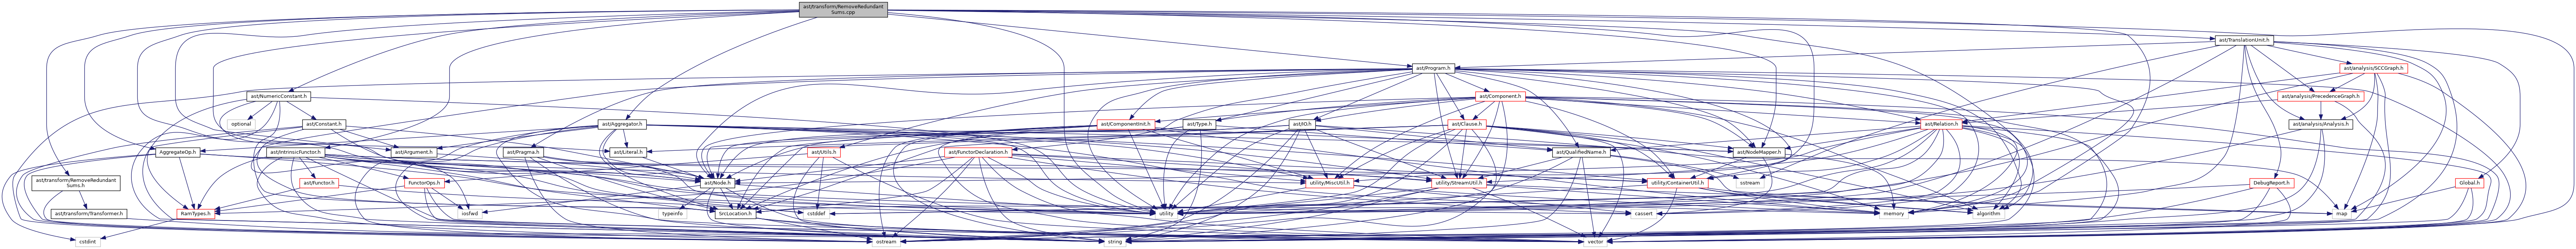 ast/transform/RemoveRedundant
Sums.cpp
ast/TranslationUnit.h
ast/Program.h
ast/analysis/SCCGraph.h
ast/NumericConstant.h
ast/Component.h
ast/analysis/PrecedenceGraph.h
optional
ast/Constant.h
ast/Aggregator.h
ast/ComponentInit.h
ast/Type.h
ast/IO.h
ast/Clause.h
ast/Relation.h
ast/analysis/Analysis.h
AggregateOp.h
ast/IntrinsicFunctor.h
ast/Argument.h
ast/Pragma.h
ast/Literal.h
ast/Utils.h
ast/FunctorDeclaration.h
ast/QualifiedName.h
ast/NodeMapper.h
ast/transform/RemoveRedundant
Sums.h
ast/Functor.h
FunctorOps.h
ast/Node.h
utility/MiscUtil.h
utility/StreamUtil.h
utility/ContainerUtil.h
sstream
DebugReport.h
Global.h
ast/transform/Transformer.h
RamTypes.h
iosfwd
typeinfo
SrcLocation.h
cstddef
utility
cassert
memory
algorithm
map
cstdint
ostream
string
vector